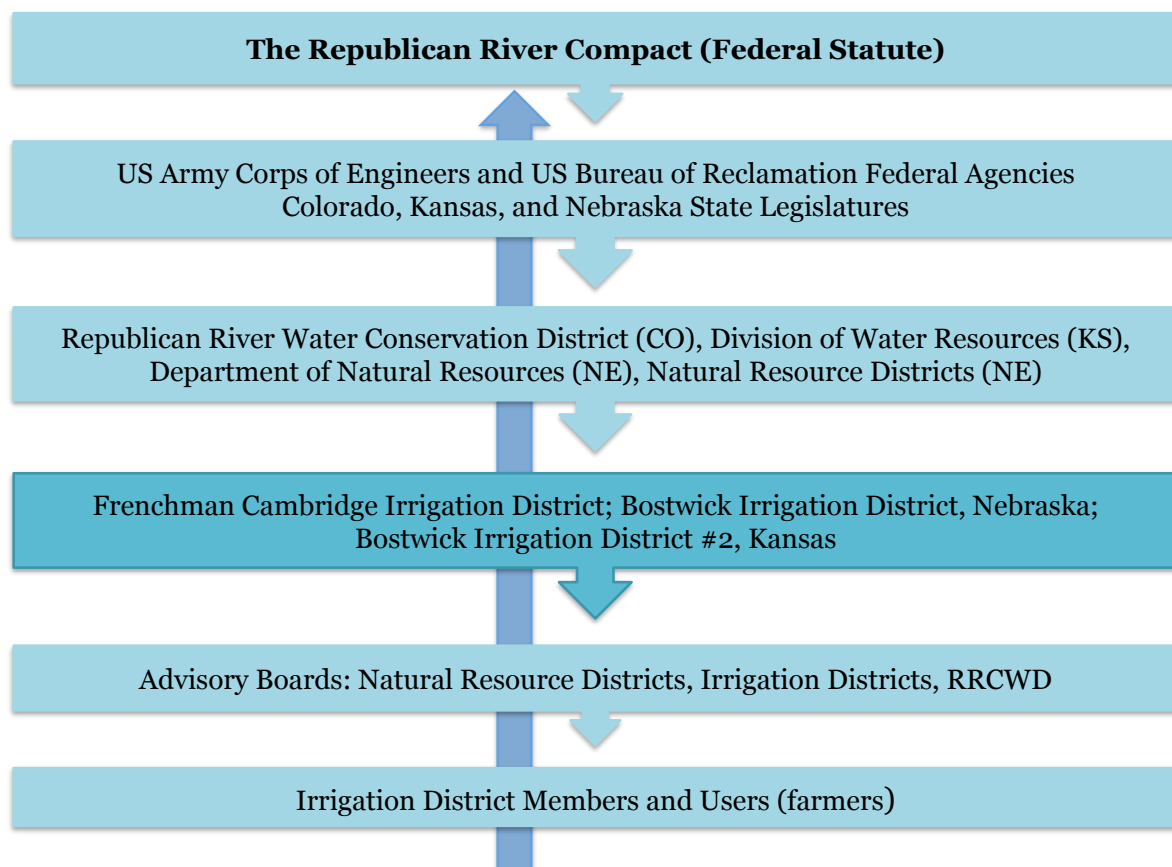 The Republican River Compact (Federal Statute)
US Army Corps of Engineers and US Bureau of Reclamation Federal Agencies
Colorado, Kansas, and Nebraska State Legislatures
Republican River Water Conservation District (CO), Division of Water Resources (KS),
Department of Natural Resources (NE), Natural Resource Districts (NE)
Frenchman Cambridge Irrigation District; Bostwick Irrigation District, Nebraska;
Bostwick Irrigation District #2, Kansas
Advisory Boards: Natural Resource Districts, Irrigation Districts, RRCWD
Irrigation District Members and Users (farmers)